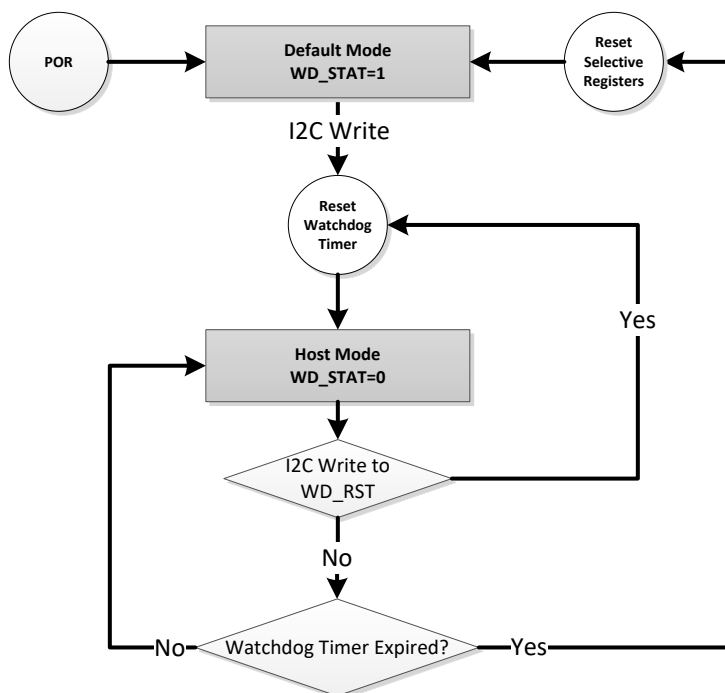 POR
Default Mode
WD_STAT=1
Reset
Selective
Registers
I2C Write
Reset
Watchdog
Timer
Yes
Host Mode
WD_STAT=0
I2C Write to
WD_RST
No
No
Watchdog Timer Expired?
Yes